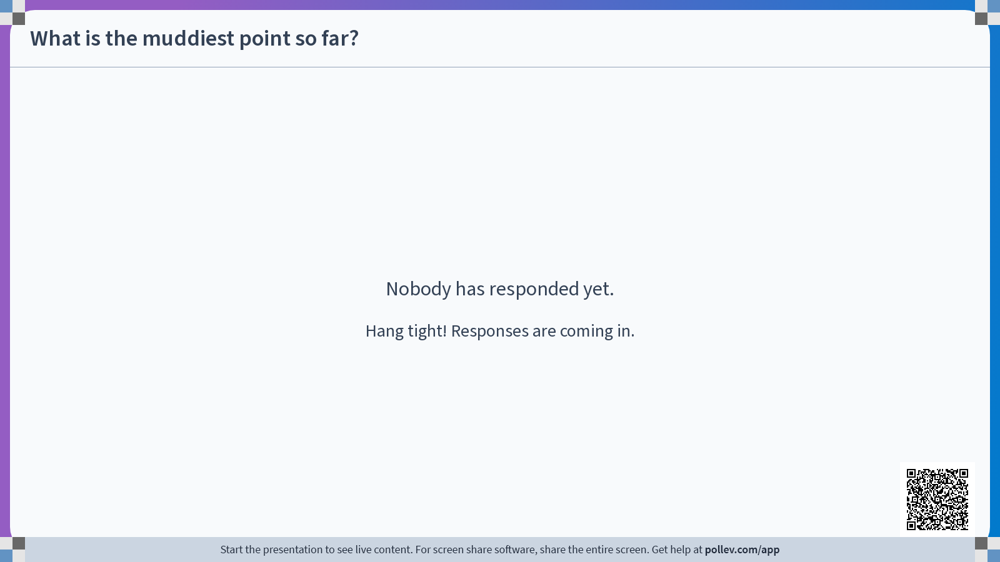 What is the muddiest point so far?
Nobody has responded yet.
Hang tight! Responses are coming in.
Start the presentation to see live content. For screen share software, share the entire screen. Get help at pollev.com/app